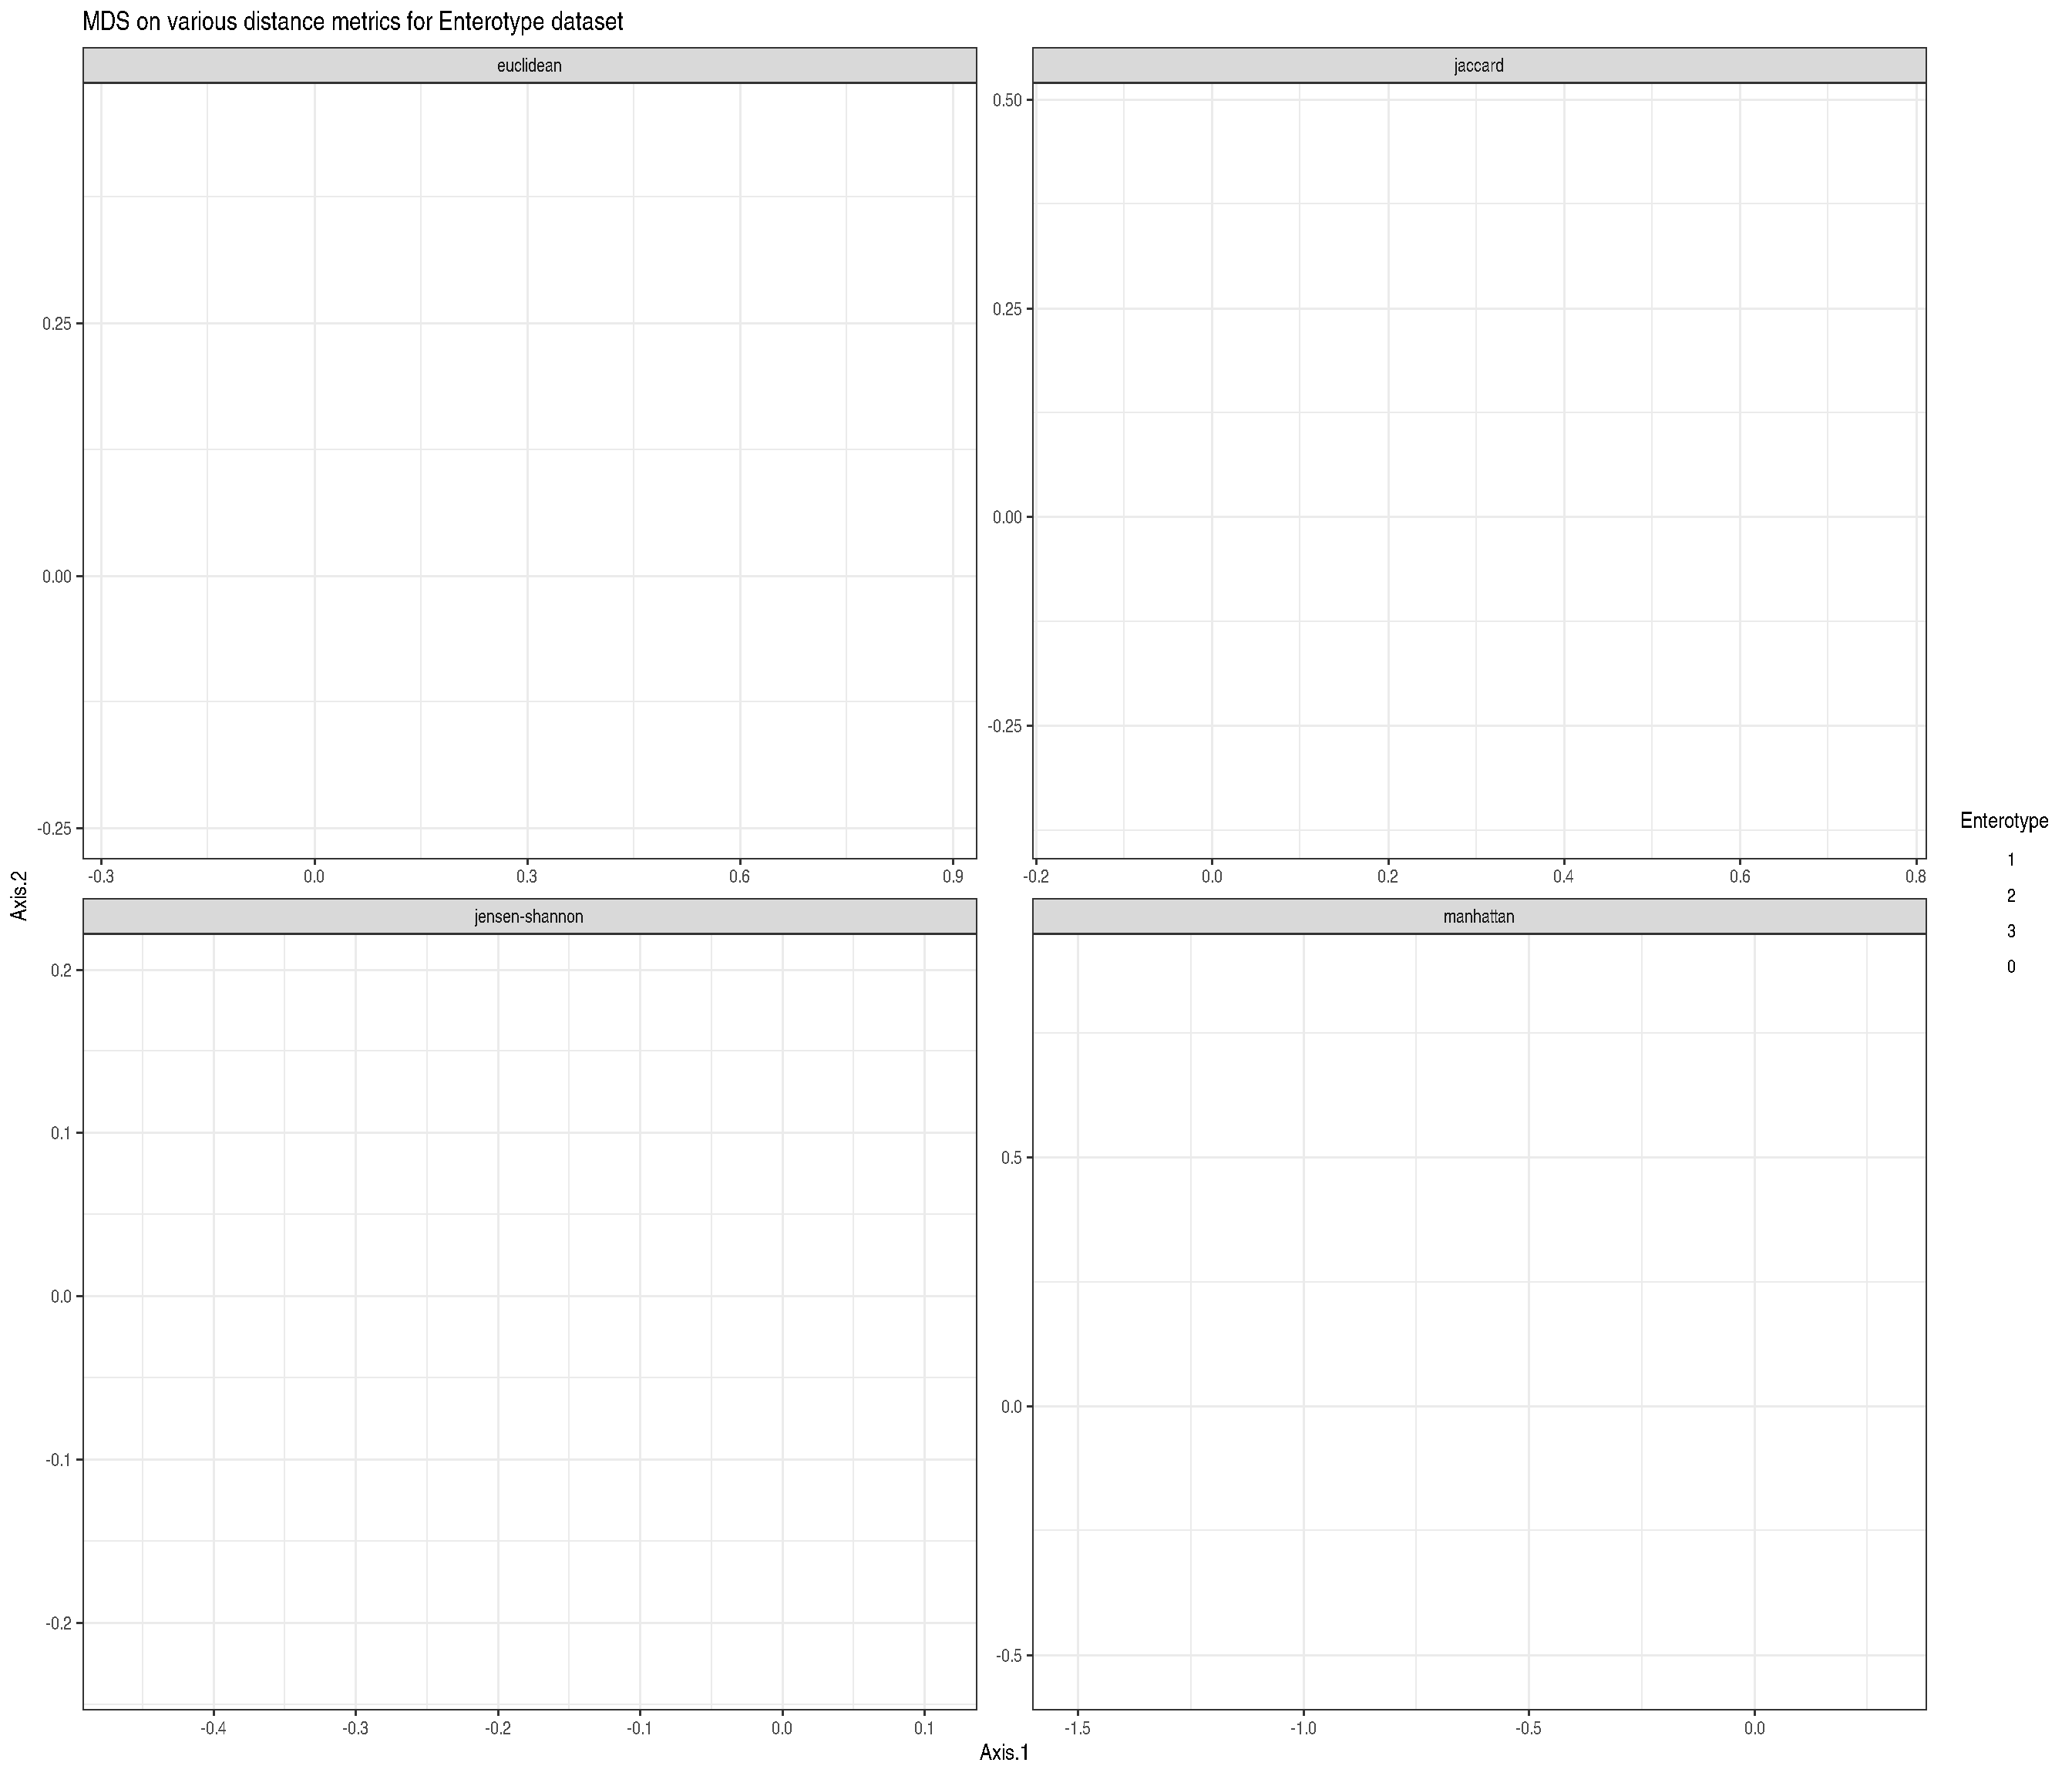 MDS on various distance metrics for Enterotype dataset
euclidean
jaccard
0.25
0.00
-0.25
-0.3 0.0 0.3 0.6 0.9
0.50
0.25
0.00
-0.25
-0.2 0.0 0.2 0.4 0.6 0.8
Axis.2
jensen-shannon
manhattan
0.2
0.1
0.0
-0.1
-0.2
-0.4 -0.3 -0.2 -0.1 0.0 0.1
0.5
0.0
-0.5
-1.5 -1.0 -0.5 0.0
Axis.1
Enterotype
1
2
3
0